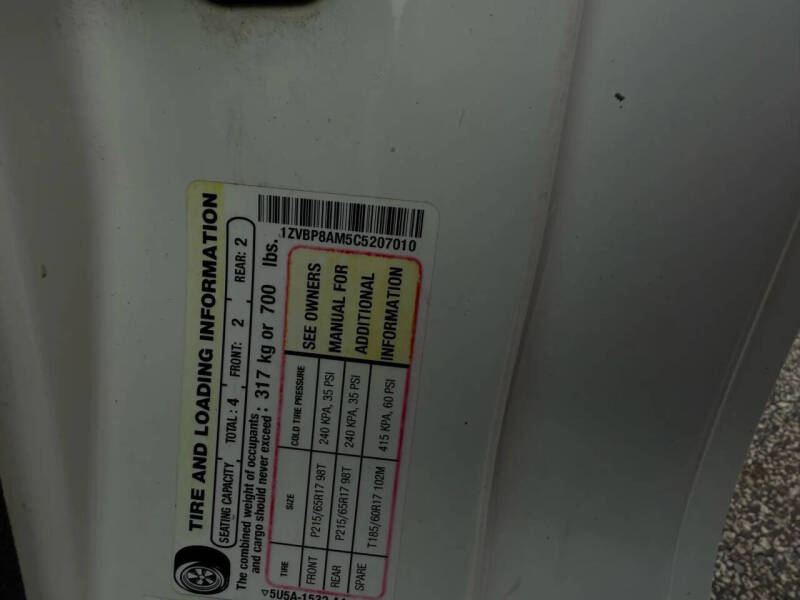 TIRE AND LOADING INFORMATION
SEATING CAPACITY TOTAL: 4 FRONT: 2 REAR: 2
The combined weight of occupants
and cargo should never exceed: 317 kg or 700 lbs.
1ZVBP8AM5C5207010
TIRE SIZE COLD TIRE PRESSURE SEE OWNERS
FRONT P215/65R17 98T 240 KPA, 35 PSI MANUAL FOR
REAR P215/65R17 98T 240 KPA, 35 PSI ADDITIONAL
SPARE T185/60R17 102M 415 KPA, 60 PSI INFORMATION
▽5U5A-1532